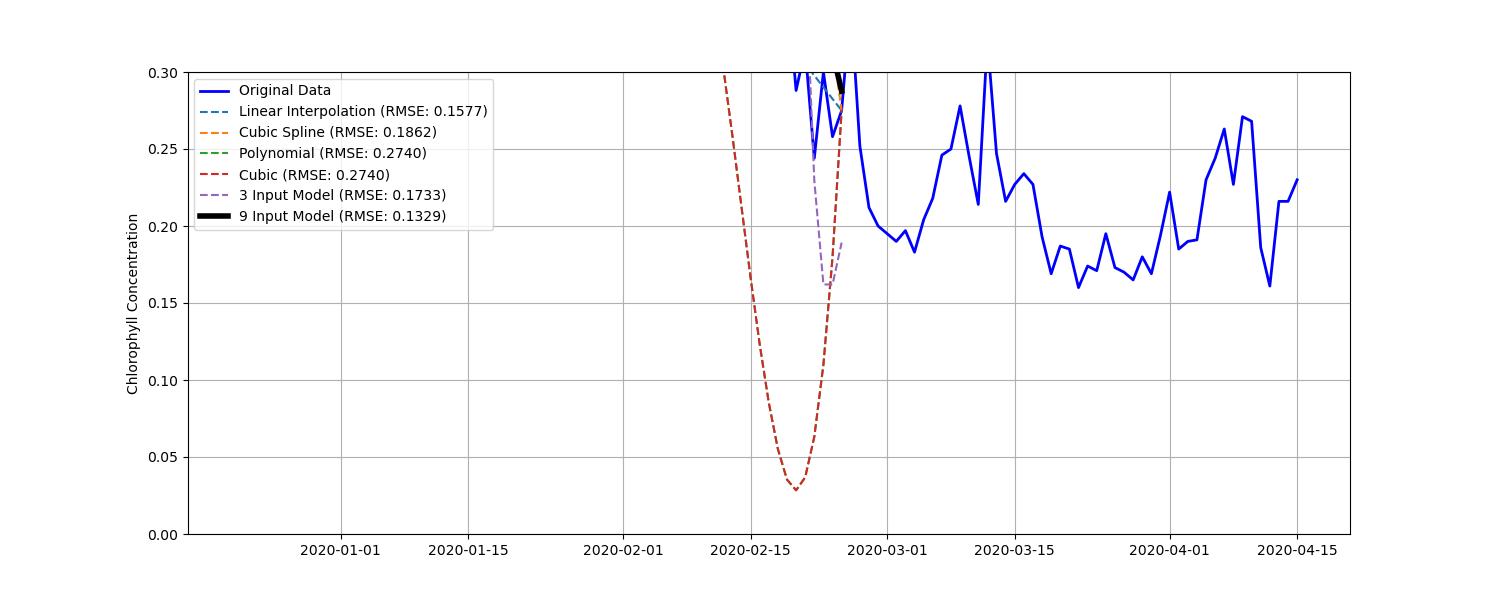 0.30
0.25
0.20
0.15
0.10
0.05
0.00
Chlorophyll Concentration
Original Data
Linear Interpolation (RMSE: 0.1577)
Cubic Spline (RMSE: 0.1862)
Polynomial (RMSE: 0.2740)
Cubic (RMSE: 0.2740)
3 Input Model (RMSE: 0.1733)
9 Input Model (RMSE: 0.1329)
2020-01-01 2020-01-15 2020-02-01 2020-02-15 2020-03-01 2020-03-15 2020-04-01 2020-04-15